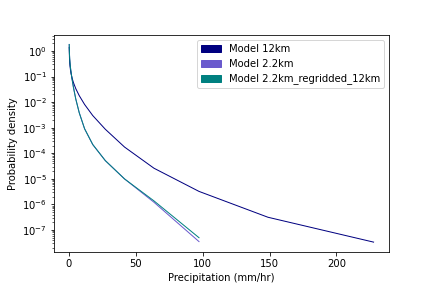 Model 12km
Model 2.2km
Model 2.2km_regridded_12km
Probability density
10⁰
10⁻¹
10⁻²
10⁻³
10⁻⁴
10⁻⁵
10⁻⁶
10⁻⁷
0 50 100 150 200
Precipitation (mm/hr)